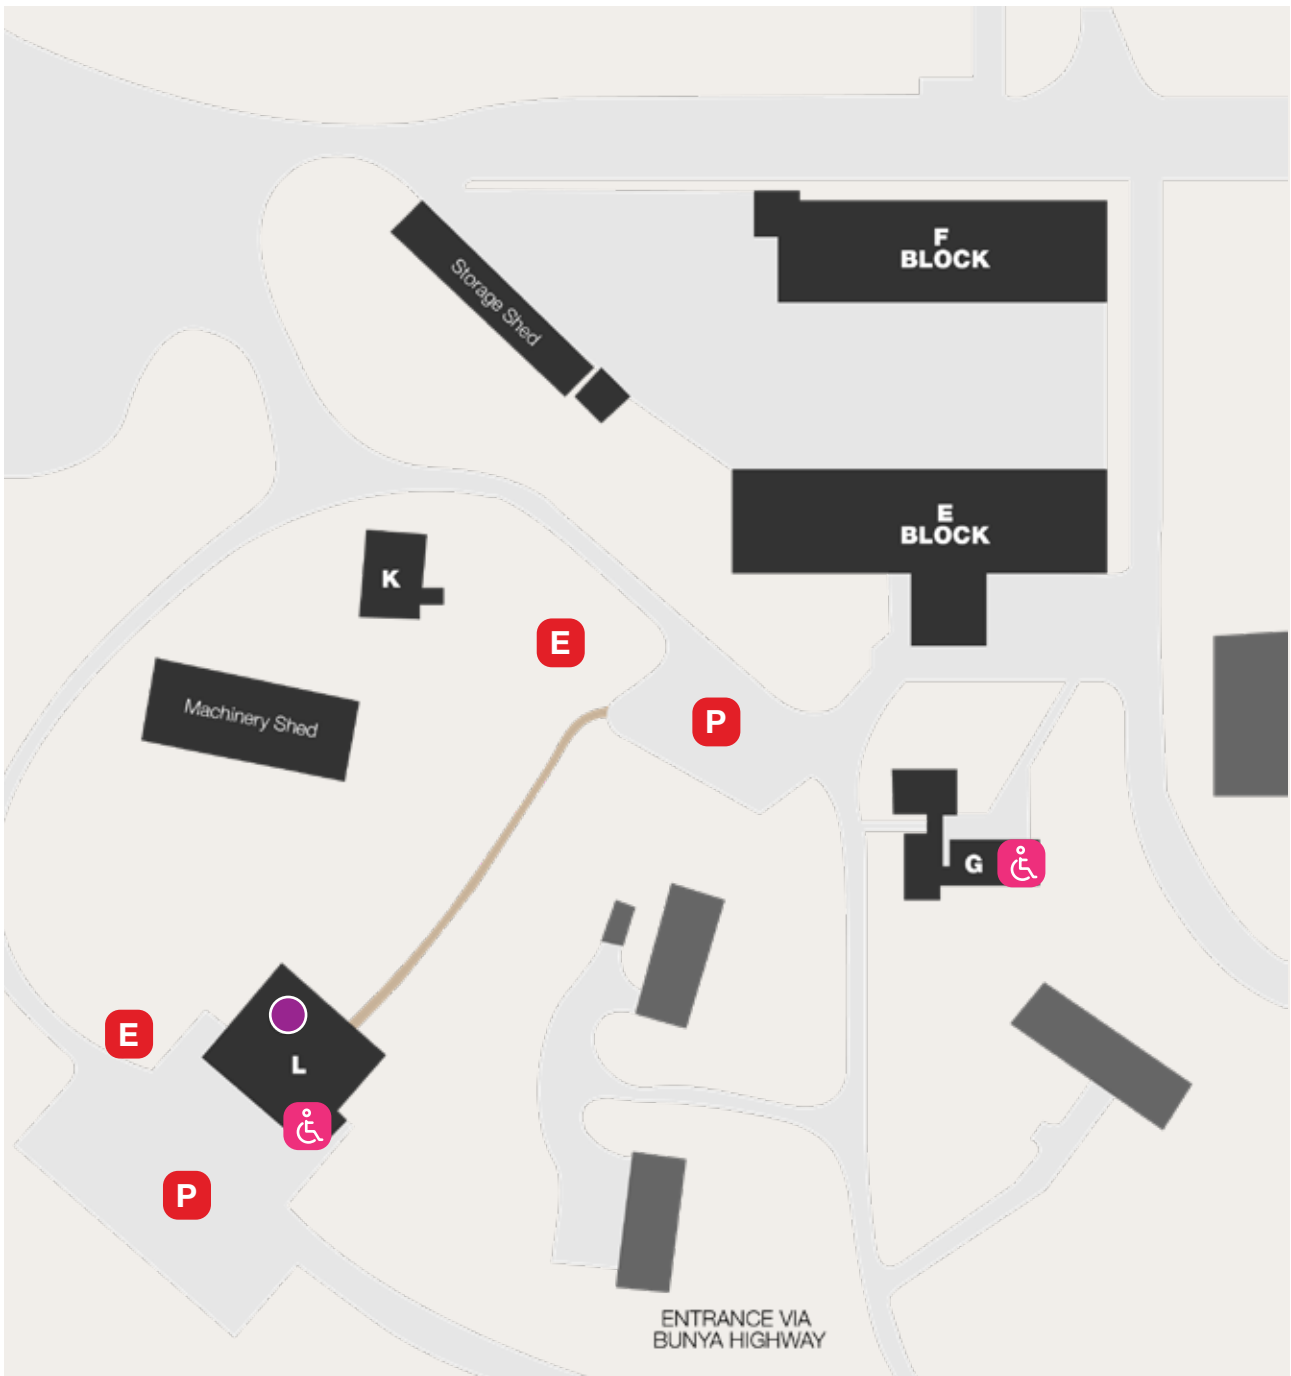 F
BLOCK
Storage Shed
E
BLOCK
K
E
Machinery Shed
P
G
E
L
P
ENTRANCE VIA
BUNYA HIGHWAY